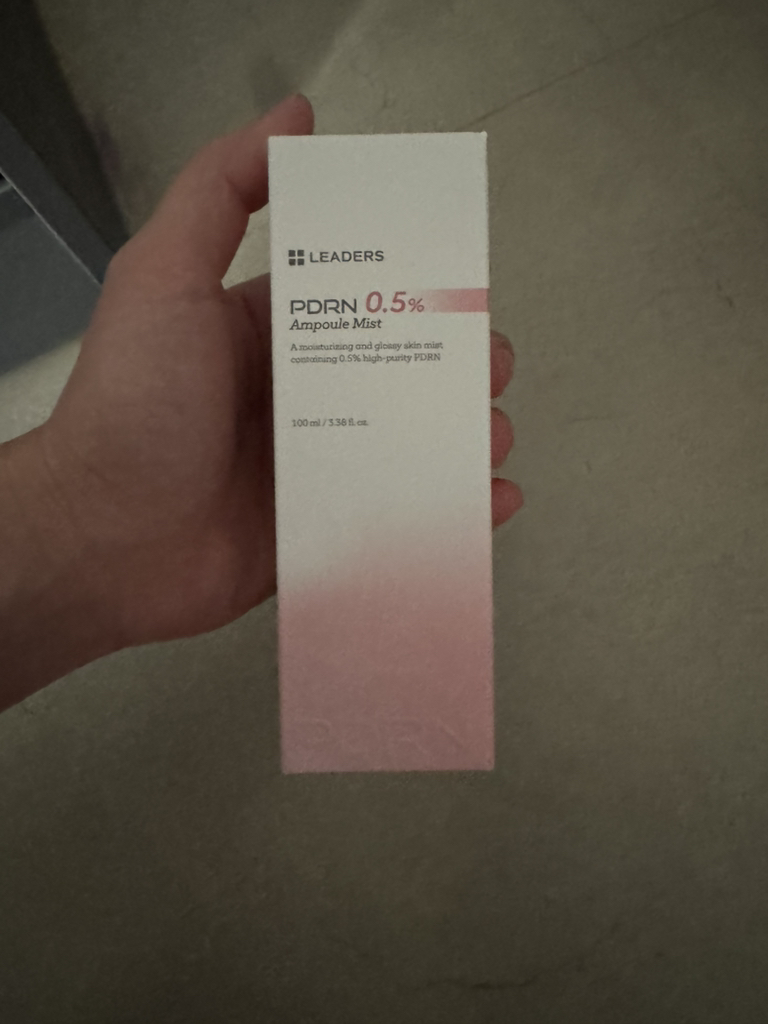 LEADERS
PDRN 0.5%
Ampoule Mist
A moisturizing and glossy skin mist
containing 0.5% high-purity PDRN
100 ml / 3.38 fl. oz.
PDRN